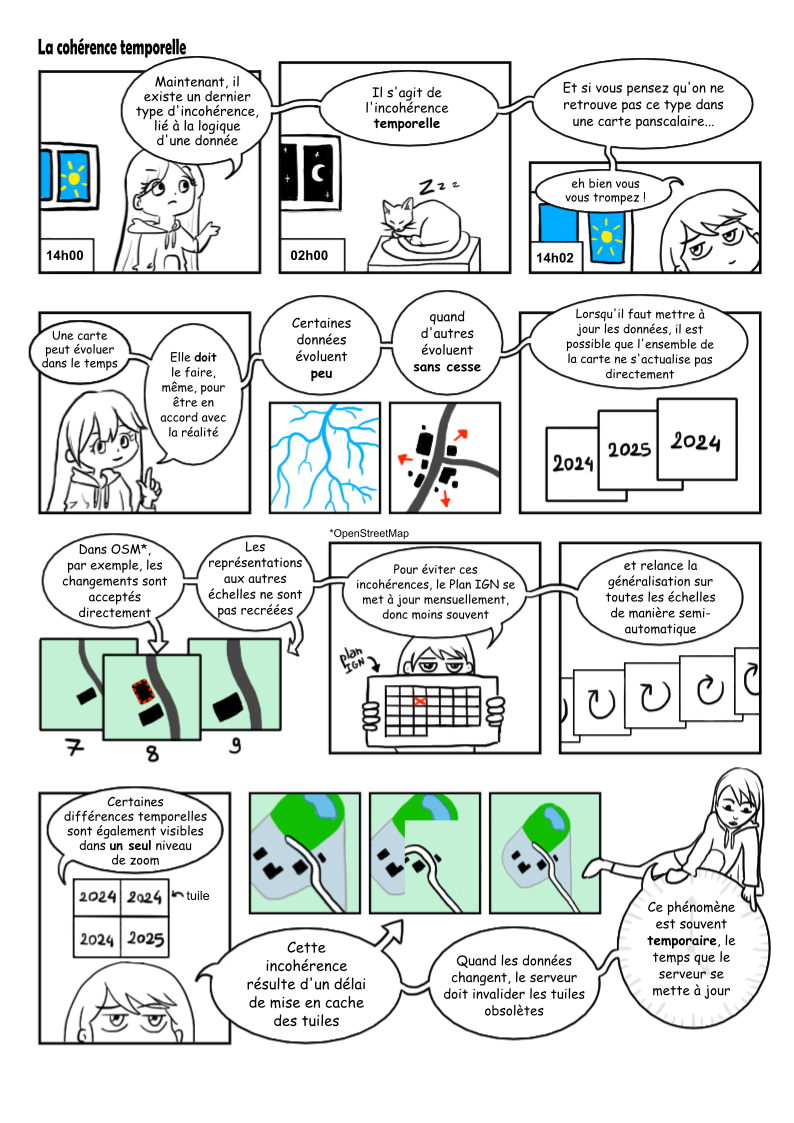 La cohérence temporelle
Maintenant, il
existe un dernier
type d'incohérence,
lié à la logique
d'une donnée
14h00
Il s'agit de
l'incohérence
temporelle
Z z z z
02h00
Et si vous pensez qu'on ne
retrouve pas ce type dans
une carte panscalaire...
eh bien vous
vous trompez !
14h02
Une carte
peut évoluer
dans le temps
Elle doit
le faire,
même, pour
être en
accord avec
la réalité
Certaines
données
évoluent
peu
quand
d'autres
évoluent
sans cesse
Lorsqu'il faut mettre à
jour les données, il est
possible que l'ensemble de
la carte ne s'actualise pas
directement
2024
2025
2024
Dans OSM*,
par exemple, les
changements sont
acceptés
directement
Les
représentations
aux autres
échelles ne sont
pas recréées
7
8
9
*OpenStreetMap
Pour éviter ces
incohérences, le Plan IGN se
met à jour mensuellement,
donc moins souvent
plan
IGN
et relance la
généralisation sur
toutes les échelles
de manière semi-
automatique
Certaines
différences temporelles
sont également visibles
dans un seul niveau
de zoom
2024 2024
2024 2025
tuile
Cette
incohérence
résulte d'un délai
de mise en cache
des tuiles
Quand les données
changent, le serveur
doit invalider les tuiles
obsolètes
Ce phénomène
est souvent
temporaire, le
temps que le
serveur se
mette à jour